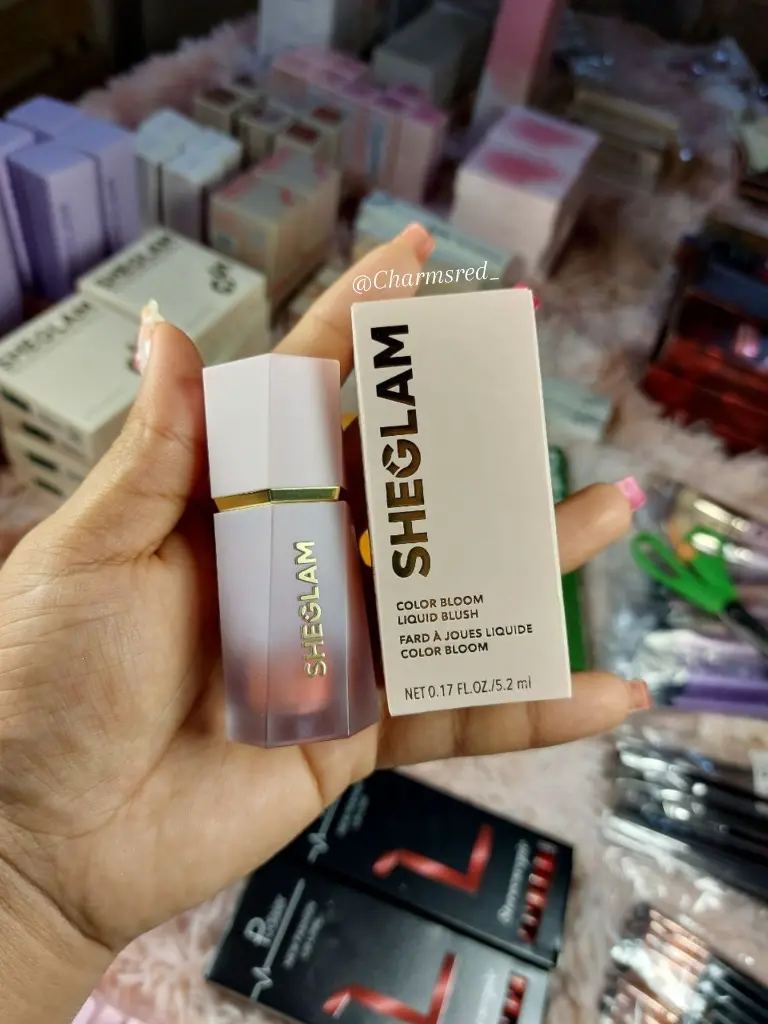 @Charmsred_
SHEGLAM
SHEGLAM
SHEGLAM
COLOR BLOOM
LIQUID BLUSH
FARD À JOUES LIQUIDE
COLOR BLOOM
NET 0.17 FL.OZ./5.2 ml
SHEGLAM